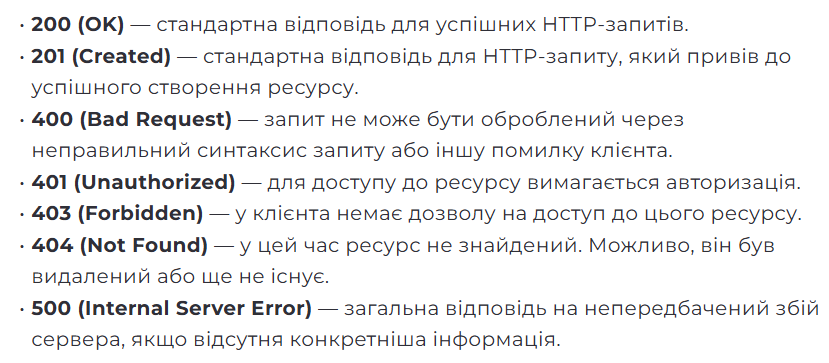 · 200 (OK) — стандартна відповідь для успішних HTTP-запитів.
· 201 (Created) — стандартна відповідь для HTTP-запиту, який привів до
успішного створення ресурсу.
· 400 (Bad Request) — запит не може бути оброблений через
неправильний синтаксис запиту або іншу помилку клієнта.
· 401 (Unauthorized) — для доступу до ресурсу вимагається авторизація.
· 403 (Forbidden) — у клієнта немає дозволу на доступ до цього ресурсу.
· 404 (Not Found) — у цей час ресурс не знайдений. Можливо, він був
видалений або ще не існує.
· 500 (Internal Server Error) — загальна відповідь на непередбачений збій
сервера, якщо відсутня конкретніша інформація.